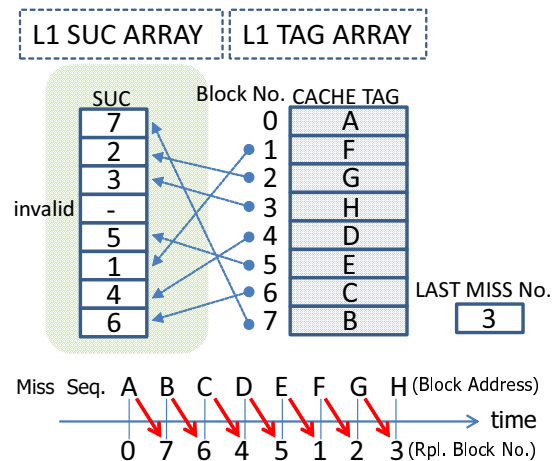 L1 SUC ARRAY
L1 TAG ARRAY
SUC
Block No.
CACHE TAG
7
0
A
2
1
F
3
2
G
invalid
-
3
H
5
4
D
1
5
E
4
6
C
6
7
B
LAST MISS No.
3
Miss Seq. A B C D E F G H (Block Address)
time
0 7 6 4 5 1 2 3 (Rpl. Block No.)